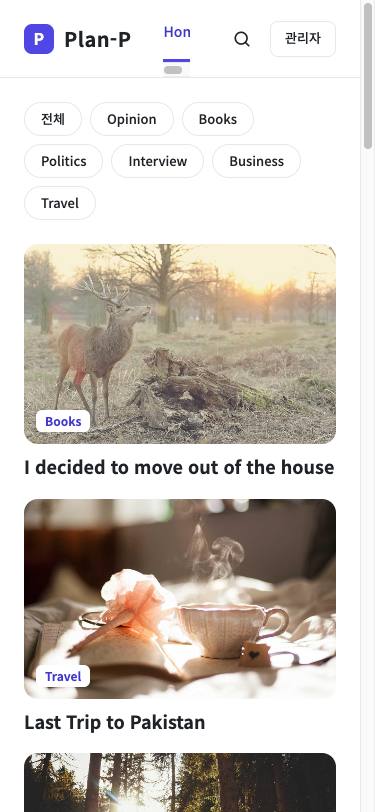 P Plan-P Hon 관리자
전체 Opinion Books
Politics Interview Business
Travel
Books
I decided to move out of the house
Travel
Last Trip to Pakistan